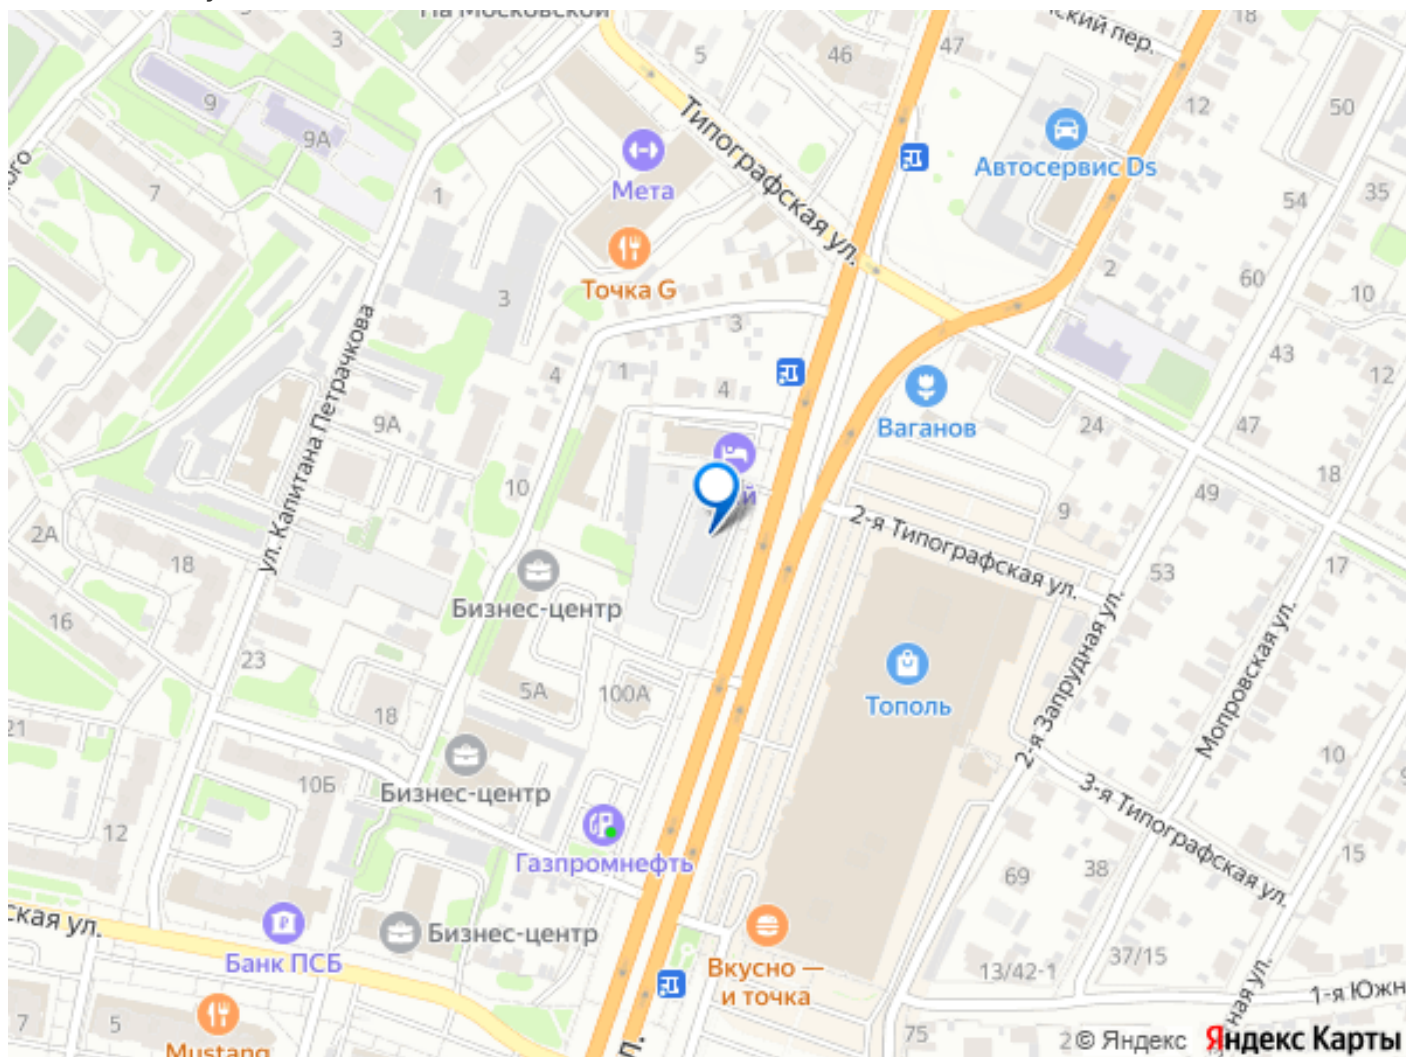 На Московской
18
ский пер.
3
5
46
47
9
Типографская ул.
12
50
9А
Мета
Автосервис Ds
ого
7
1
54
35
Точка G
2
60
10
3
3
ул. Капитана Петрачкова
4
1
4
43
12
9А
Ваганов
24
47
18
10
й
49
2-я Типографская ул.
9
2А
18
Бизнес-центр
53
17
16
2-я Запрудная ул.
Мопровская ул.
23
5А
100А
Тополь
21
18
10
9
10Б
Бизнес-центр
3-я Типографская ул.
12
Газпромнефть
15
69
38
ская ул.
Банк ПСБ
Бизнес-центр
Вкусно —
и точка
13/42-1
37/15
ная ул.
1-я Южн
7
5
Mustang
П.
75
2
© Яндекс Яндекс Карты